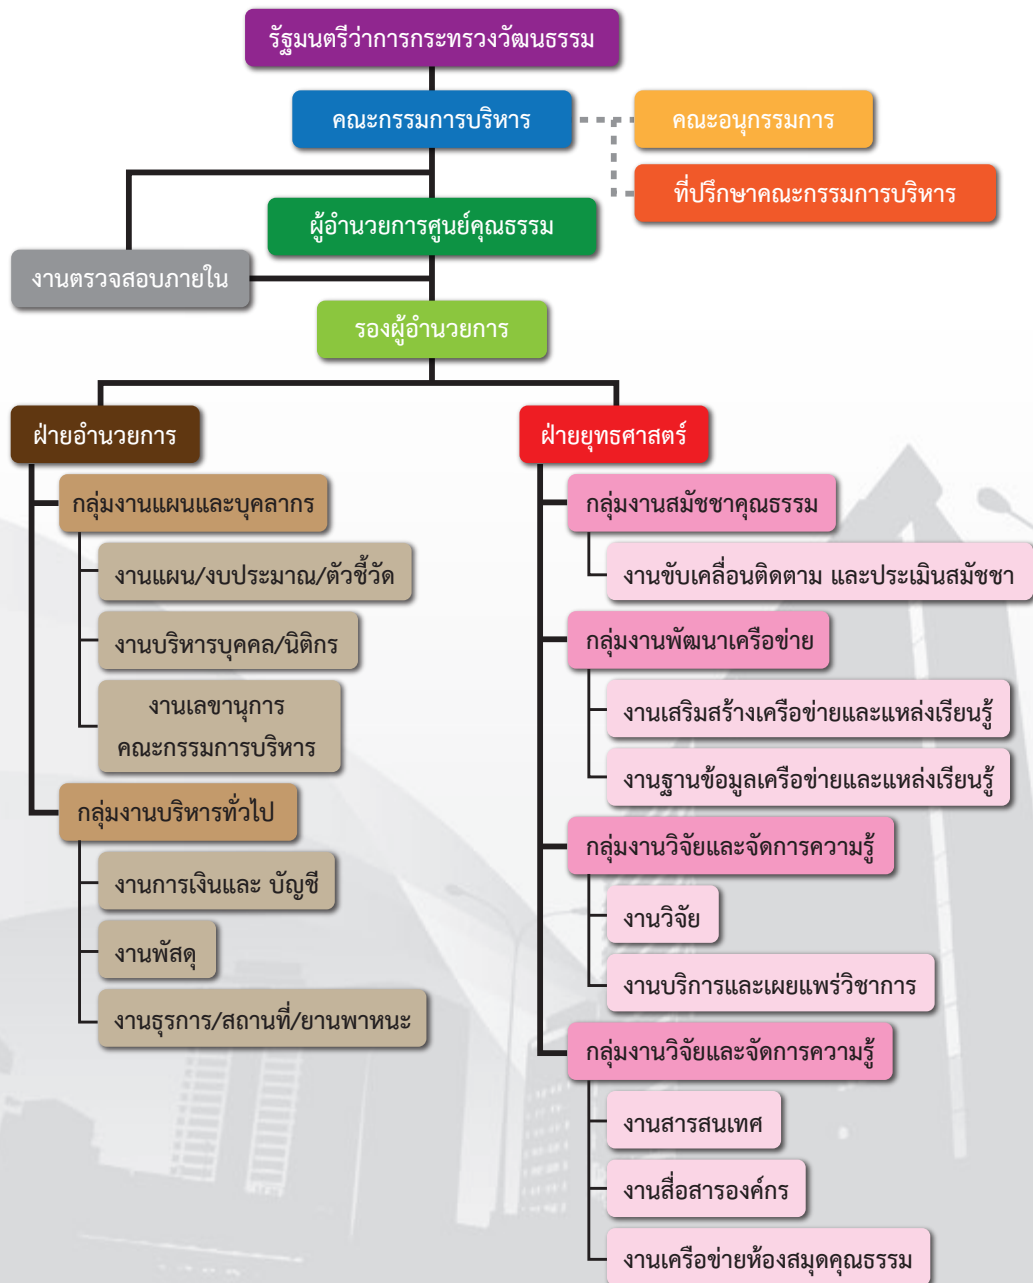 รัฐมนตรีว่าการกระทรวงวัฒนธรรม
คณะกรรมการบริหาร
คณะอนุกรรมการ
ที่ปรึกษาคณะกรรมการบริหาร
ผู้อำนวยการศูนย์คุณธรรม
งานตรวจสอบภายใน
รองผู้อำนวยการ
ฝ่ายอำนวยการ
กลุ่มงานแผนและบุคลากร
งานแผน/งบประมาณ/ตัวชี้วัด
งานบริหารบุคคล/นิติกร
งานเลขานุการ
คณะกรรมการบริหาร
กลุ่มงานบริหารทั่วไป
งานการเงินและ บัญชี
งานพัสดุ
งานธุรการ/สถานที่/ยานพาหนะ
ฝ่ายยุทธศาสตร์
กลุ่มงานสมัชชาคุณธรรม
งานขับเคลื่อนติดตาม และประเมินสมัชชา
กลุ่มงานพัฒนาเครือข่าย
งานเสริมสร้างเครือข่ายและแหล่งเรียนรู้
งานฐานข้อมูลเครือข่ายและแหล่งเรียนรู้
กลุ่มงานวิจัยและจัดการความรู้
งานวิจัย
งานบริการและเผยแพร่วิชาการ
กลุ่มงานวิจัยและจัดการความรู้
งานสารสนเทศ
งานสื่อสารองค์กร
งานเครือข่ายห้องสมุดคุณธรรม